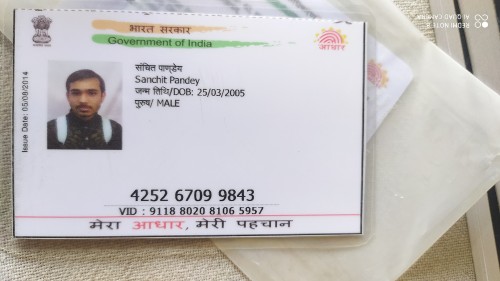 भारत सरकार
Government of India
आधार
Issue Date: 05/08/2014
संचित पाण्डेय
Sanchit Pandey
जन्म तिथि/DOB: 25/03/2005
पुरुष/ MALE
4252 6709 9843
VID : 9118 8020 8106 5957
मेरा आधार, मेरी पहचान
REDMI NOTE 8
AI QUAD CAMERA